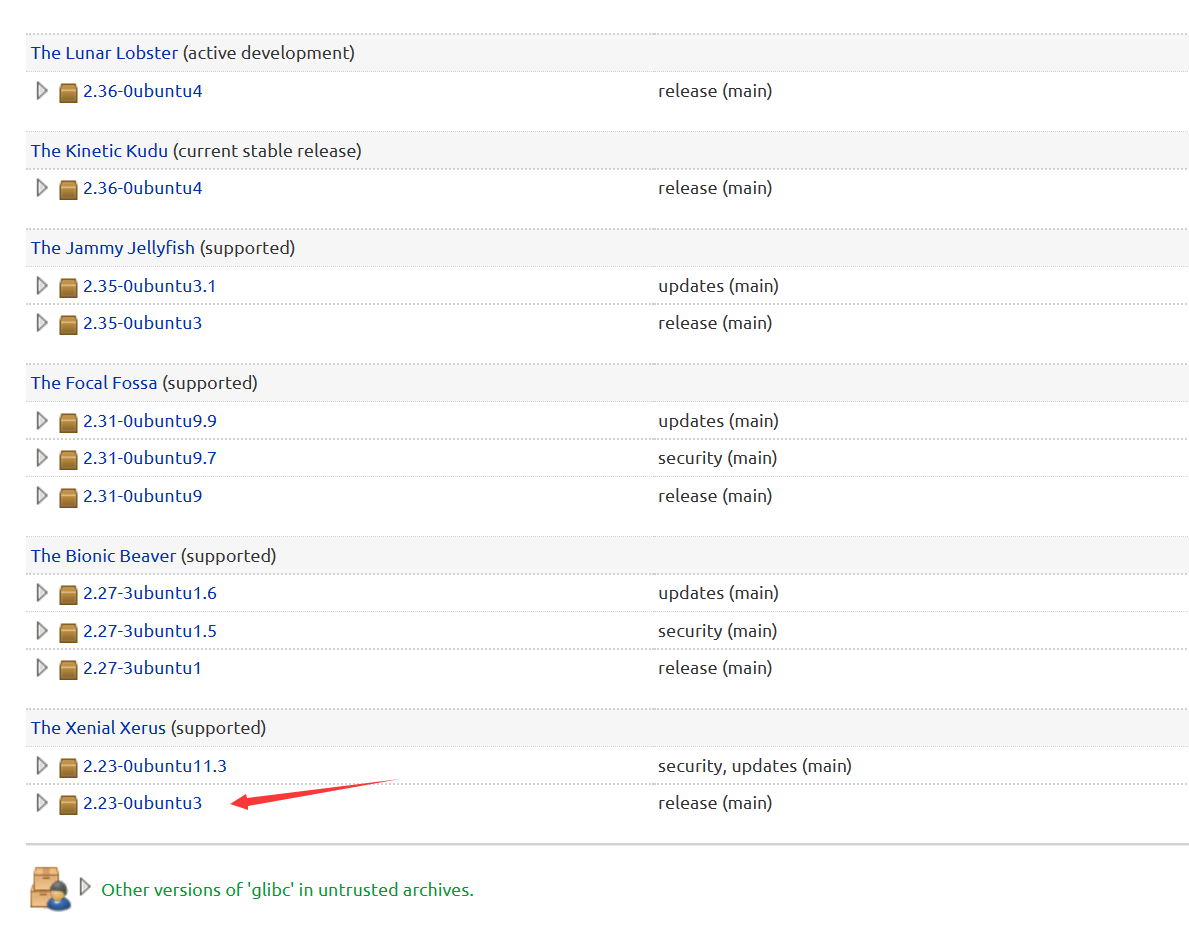 The Lunar Lobster (active development)
2.36-0ubuntu4 release (main)
The Kinetic Kudu (current stable release)
2.36-0ubuntu4 release (main)
The Jammy Jellyfish (supported)
2.35-0ubuntu3.1 updates (main)
2.35-0ubuntu3 release (main)
The Focal Fossa (supported)
2.31-0ubuntu9.9 updates (main)
2.31-0ubuntu9.7 security (main)
2.31-0ubuntu9 release (main)
The Bionic Beaver (supported)
2.27-3ubuntu1.6 updates (main)
2.27-3ubuntu1.5 security (main)
2.27-3ubuntu1 release (main)
The Xenial Xerus (supported)
2.23-0ubuntu11.3 security, updates (main)
2.23-0ubuntu3 release (main)
Other versions of 'glibc' in untrusted archives.